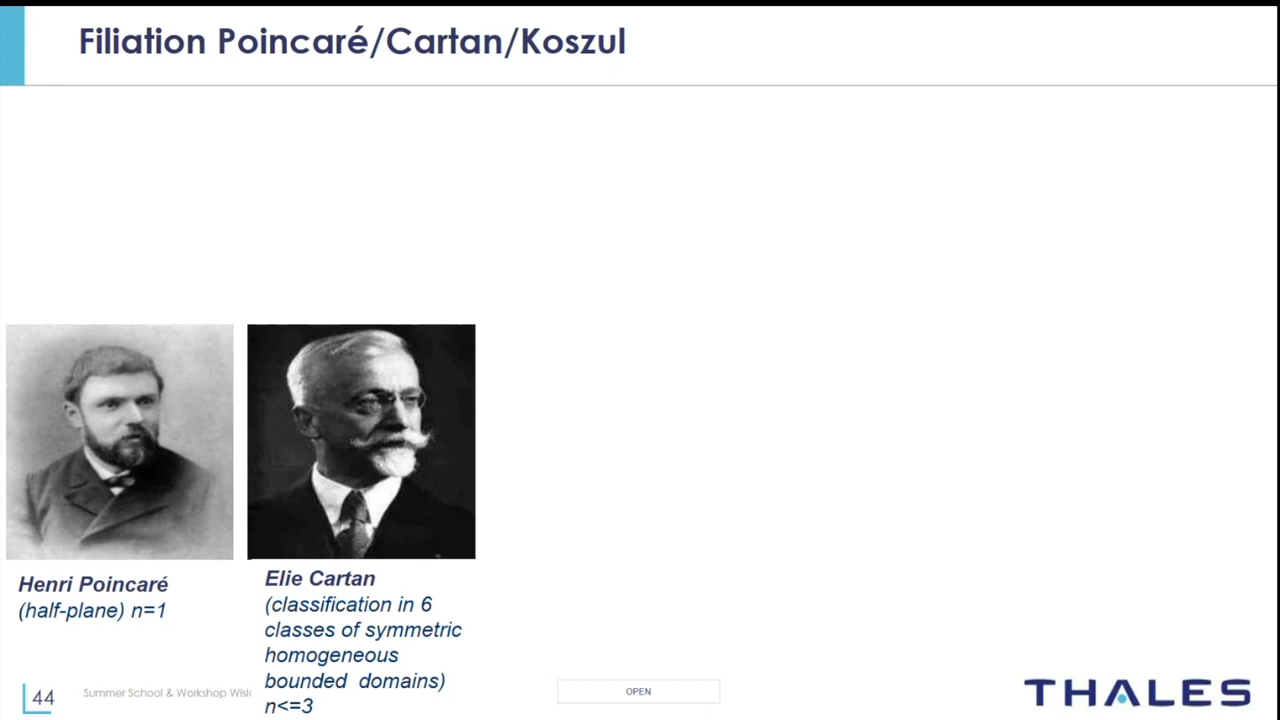 Filiation Poincaré/Cartan/Koszul
Henri Poincaré
(half-plane) n=1
Elie Cartan
(classification in 6
classes of symmetric
homogeneous
bounded domains)
n<=3
44
Summer School & Workshop
OPEN
THALES